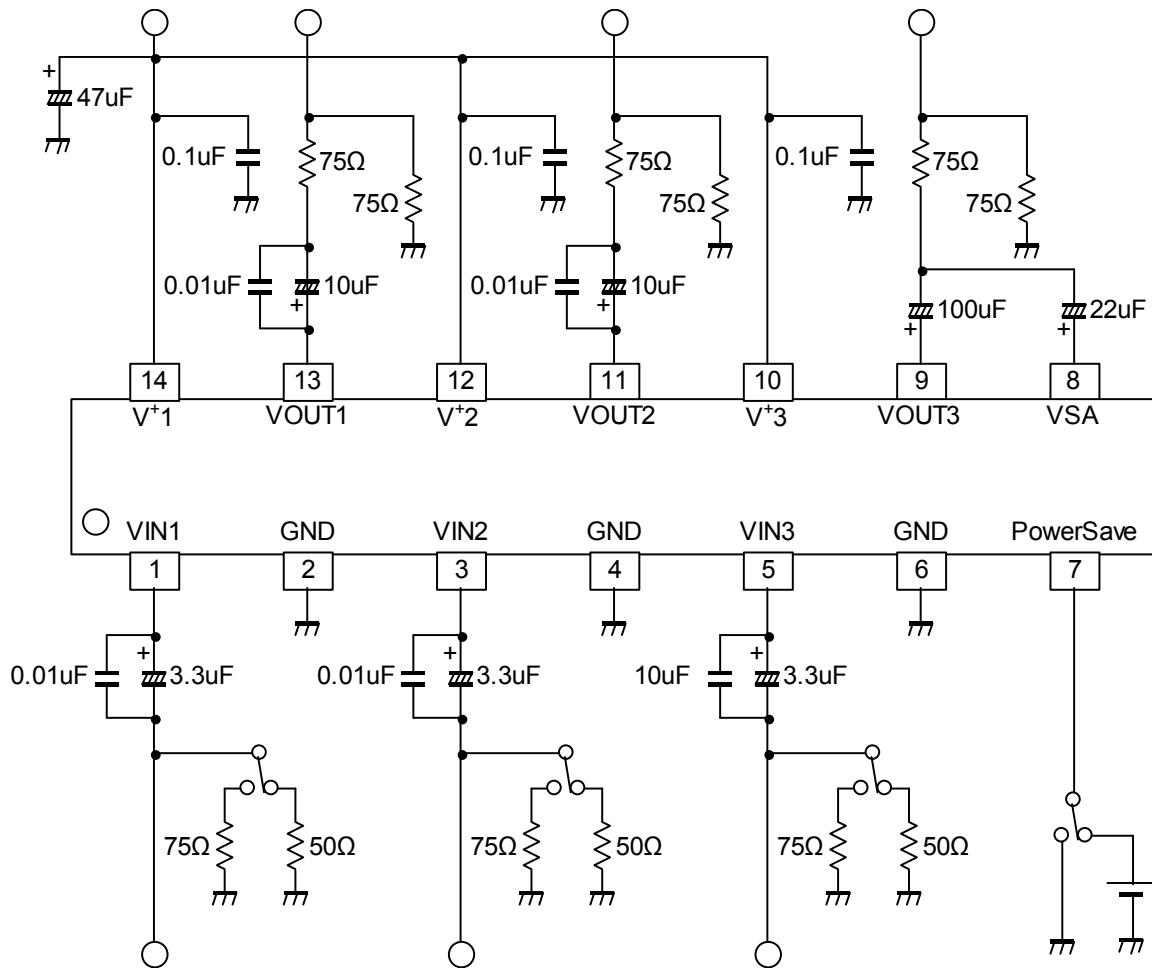 +
47uF
0.1uF 75Ω 0.1uF 75Ω 0.1uF 75Ω
75Ω 75Ω 75Ω
0.01uF 10uF 0.01uF 10uF 100uF 22uF
+ + + +
14 13 12 11 10 9 8
V+1 VOUT1 V+2 VOUT2 V+3 VOUT3 VSA
VIN1 GND VIN2 GND VIN3 GND PowerSave
1 2 3 4 5 6 7
+ + +
0.01uF 3.3uF 0.01uF 3.3uF 10uF 3.3uF
75Ω 50Ω 75Ω 50Ω 75Ω 50Ω